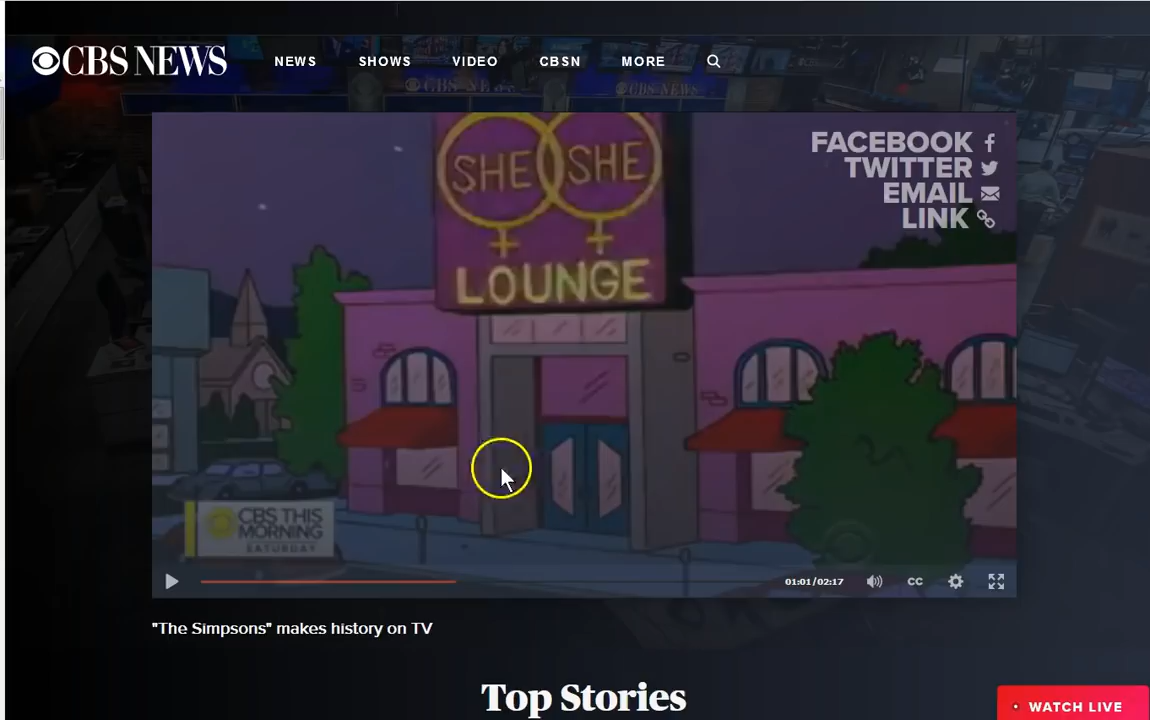 CBS NEWS
NEWS SHOWS VIDEO CBSN MORE
SHE SHE
LOUNGE
FACEBOOK
TWITTER
EMAIL
LINK
CBS THIS
MORNING
SATURDAY
01:01/02:17
CC
"The Simpsons" makes history on TV
Top Stories
WATCH LIVE